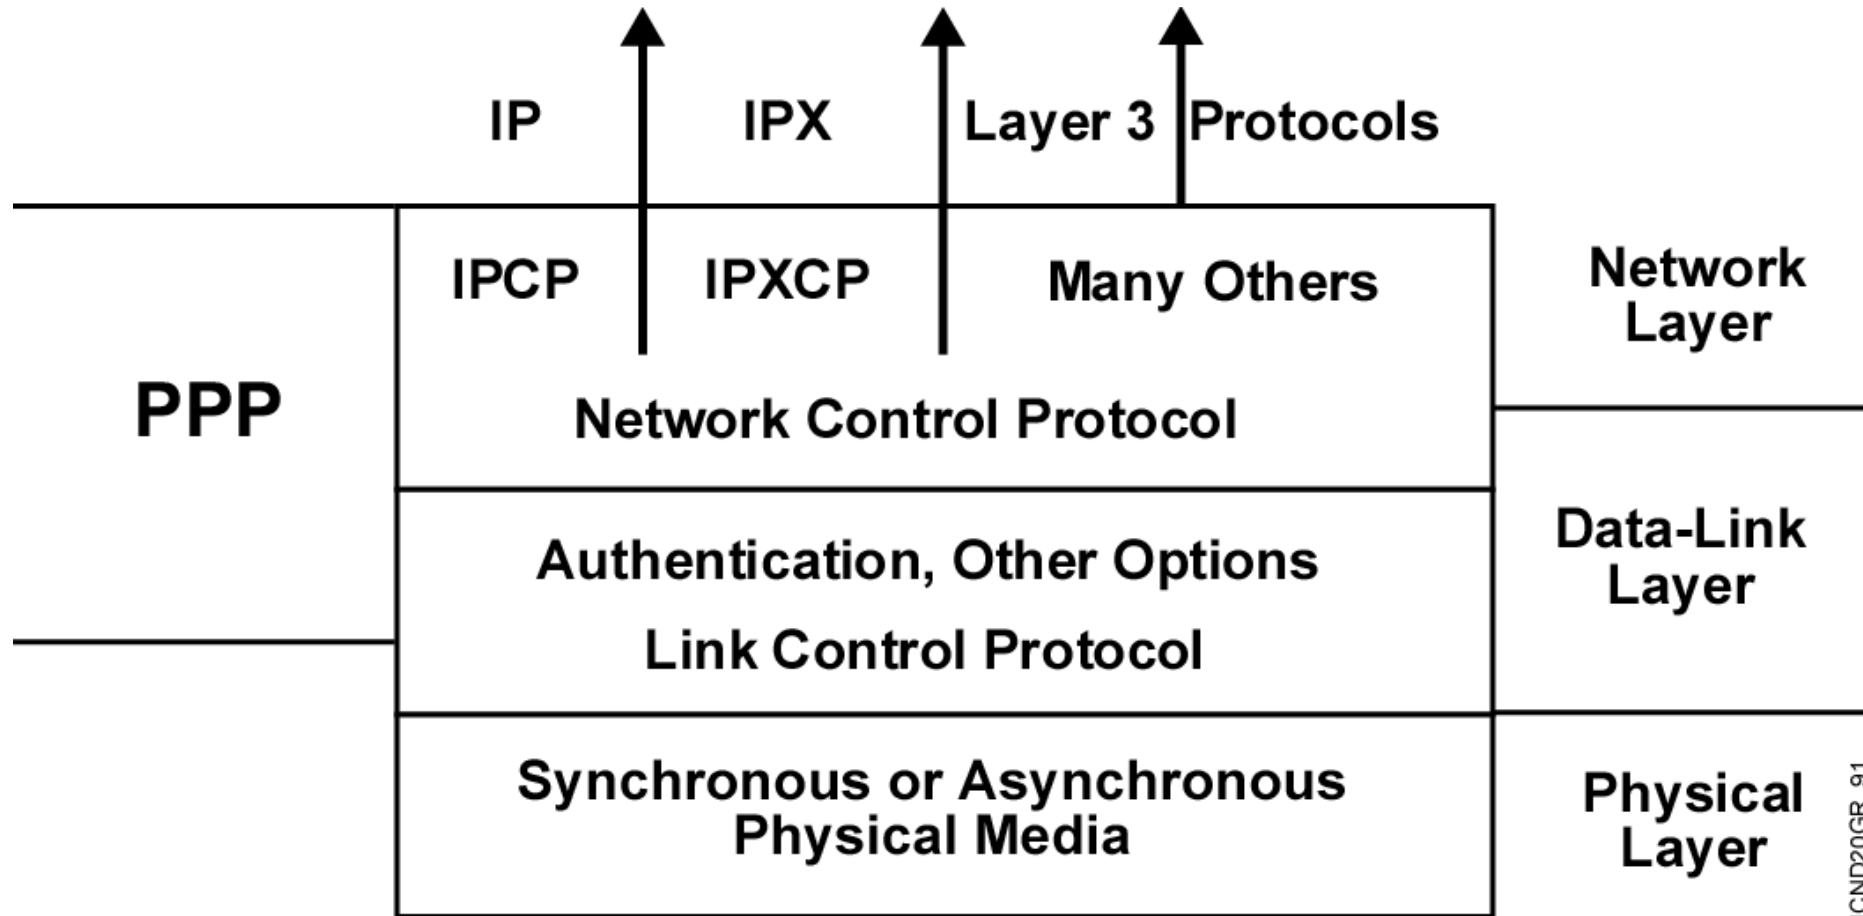 IP IPX Layer 3 Protocols
IPCP IPXCP Many Others
Network
Layer
PPP
Network Control Protocol
Authentication, Other Options
Data-Link
Layer
Link Control Protocol
Synchronous or Asynchronous
Physical Media
Physical
Layer
CND20GR_91